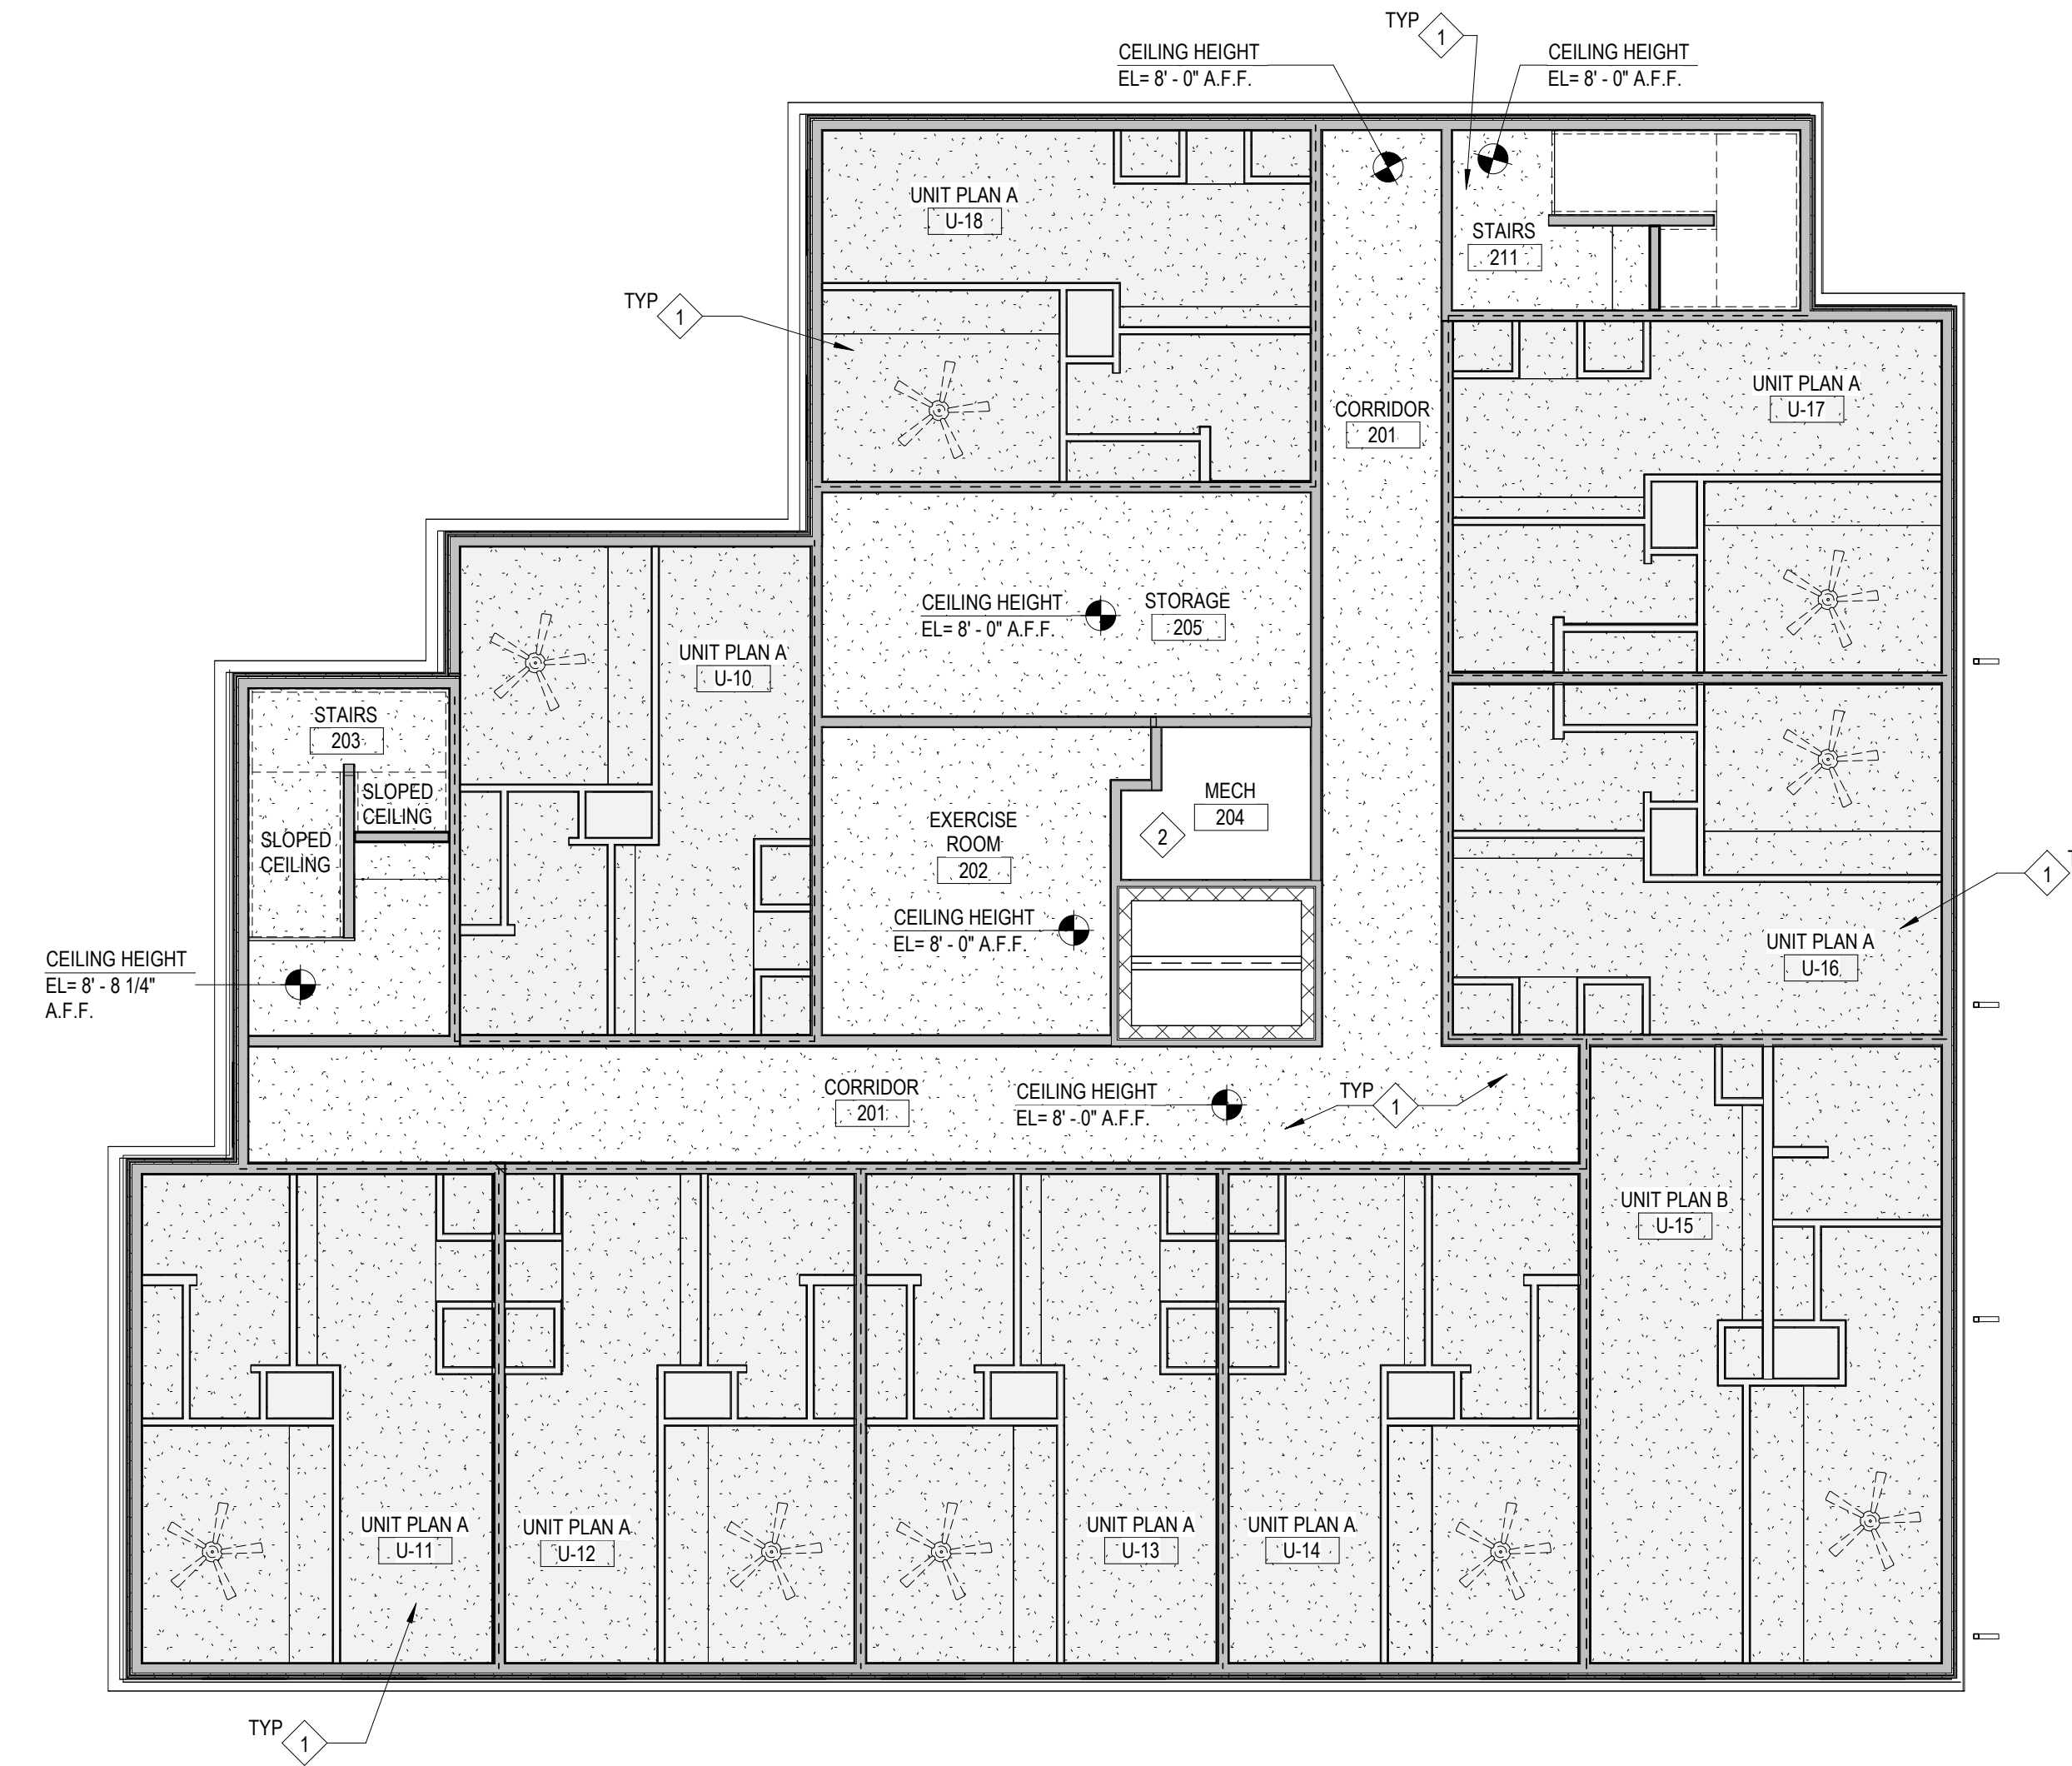 TYP
1
CEILING HEIGHT
EL= 8' - 0" A.F.F.
CEILING HEIGHT
EL= 8' - 0" A.F.F.
UNIT PLAN A
U-18
STAIRS
211
TYP
1
UNIT PLAN A
U-17
CORRIDOR
201
CEILING HEIGHT
EL= 8' - 0" A.F.F.
STORAGE
205
UNIT PLAN A
U-10
STAIRS
203
SLOPED
CEILING
SLOPED
CEILING
MECH
204
2
EXERCISE
ROOM
202
CEILING HEIGHT
EL= 8' - 0" A.F.F.
1
UNIT PLAN A
U-16
CEILING HEIGHT
EL= 8' - 8 1/4"
A.F.F.
CORRIDOR
201
CEILING HEIGHT
EL= 8' - 0" A.F.F.
TYP
1
UNIT PLAN B
U-15
UNIT PLAN A
U-11
UNIT PLAN A
U-12
UNIT PLAN A
U-13
UNIT PLAN A
U-14
TYP
1